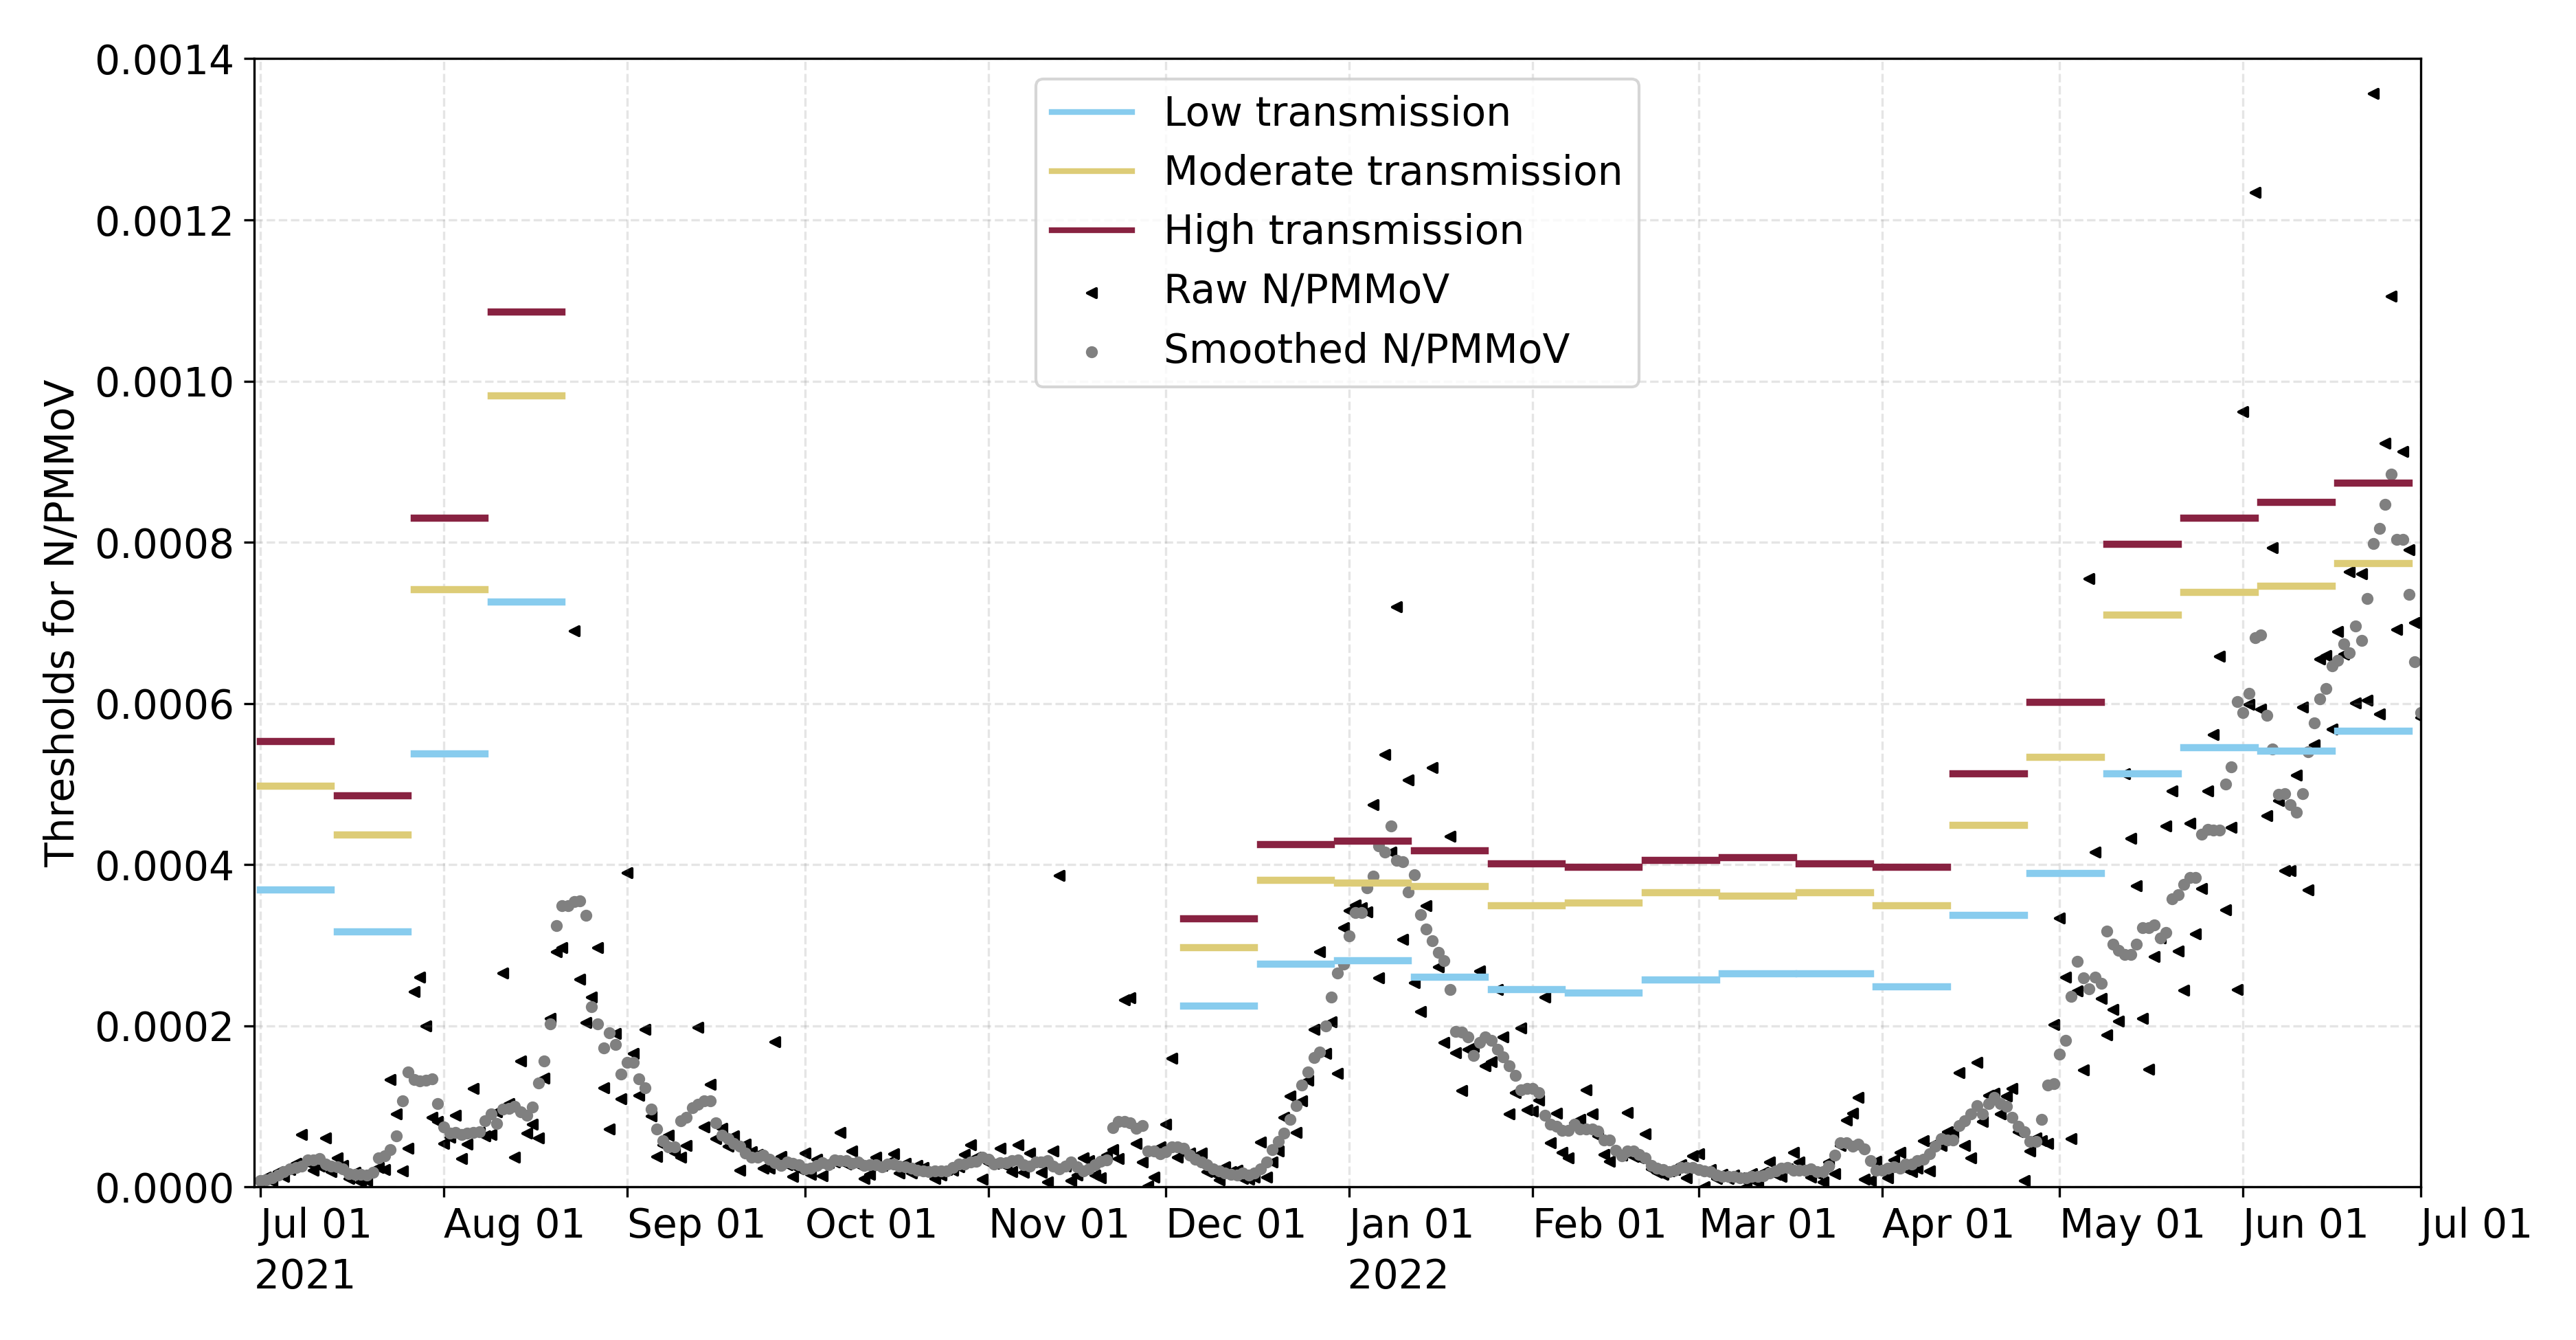 Thresholds for N/PMMoV
0.0014
0.0012
0.0010
0.0008
0.0006
0.0004
0.0002
0.0000
Low transmission
Moderate transmission
High transmission
Raw N/PMMoV
Smoothed N/PMMoV
Jul 01 Aug 01 Sep 01 Oct 01 Nov 01 Dec 01 Jan 01 Feb 01 Mar 01 Apr 01 May 01 Jun 01 Jul 01
2021 2022